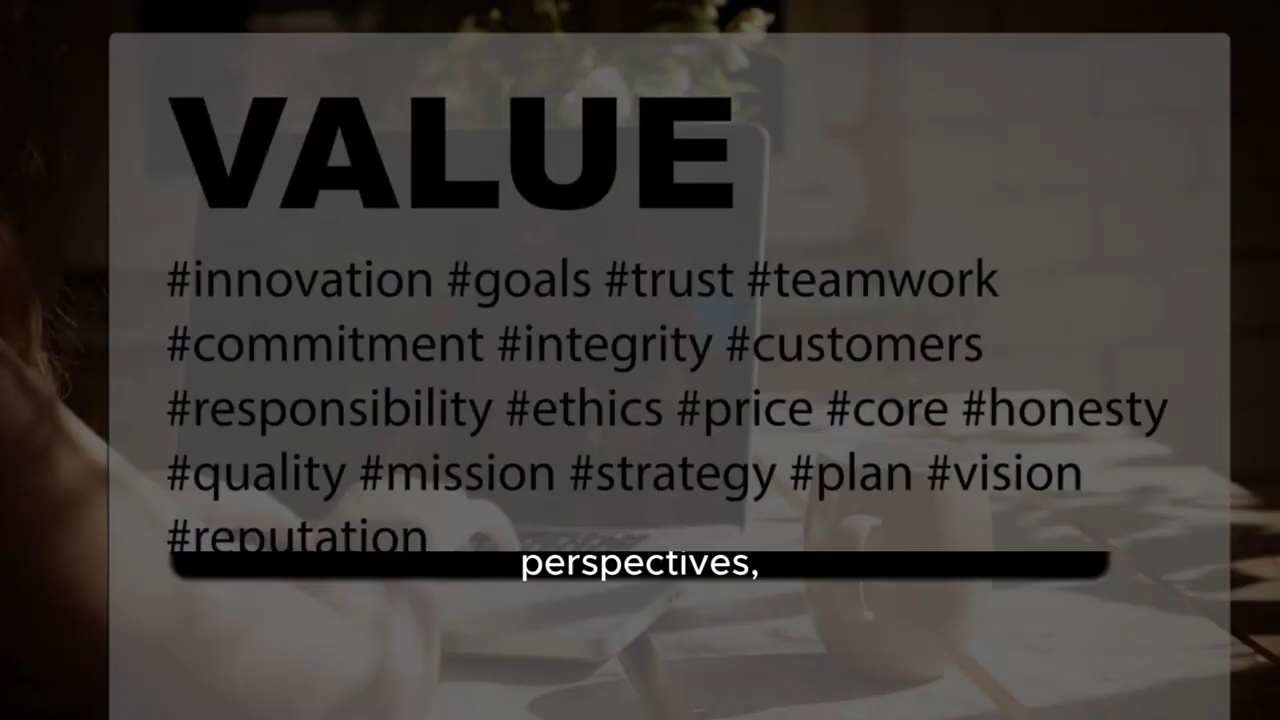 VALUE
#innovation #goals #trust #teamwork
#commitment #integrity #customers
#responsibility #ethics #price #core #honesty
#quality #mission #strategy #plan #vision
#reputation
perspectives,